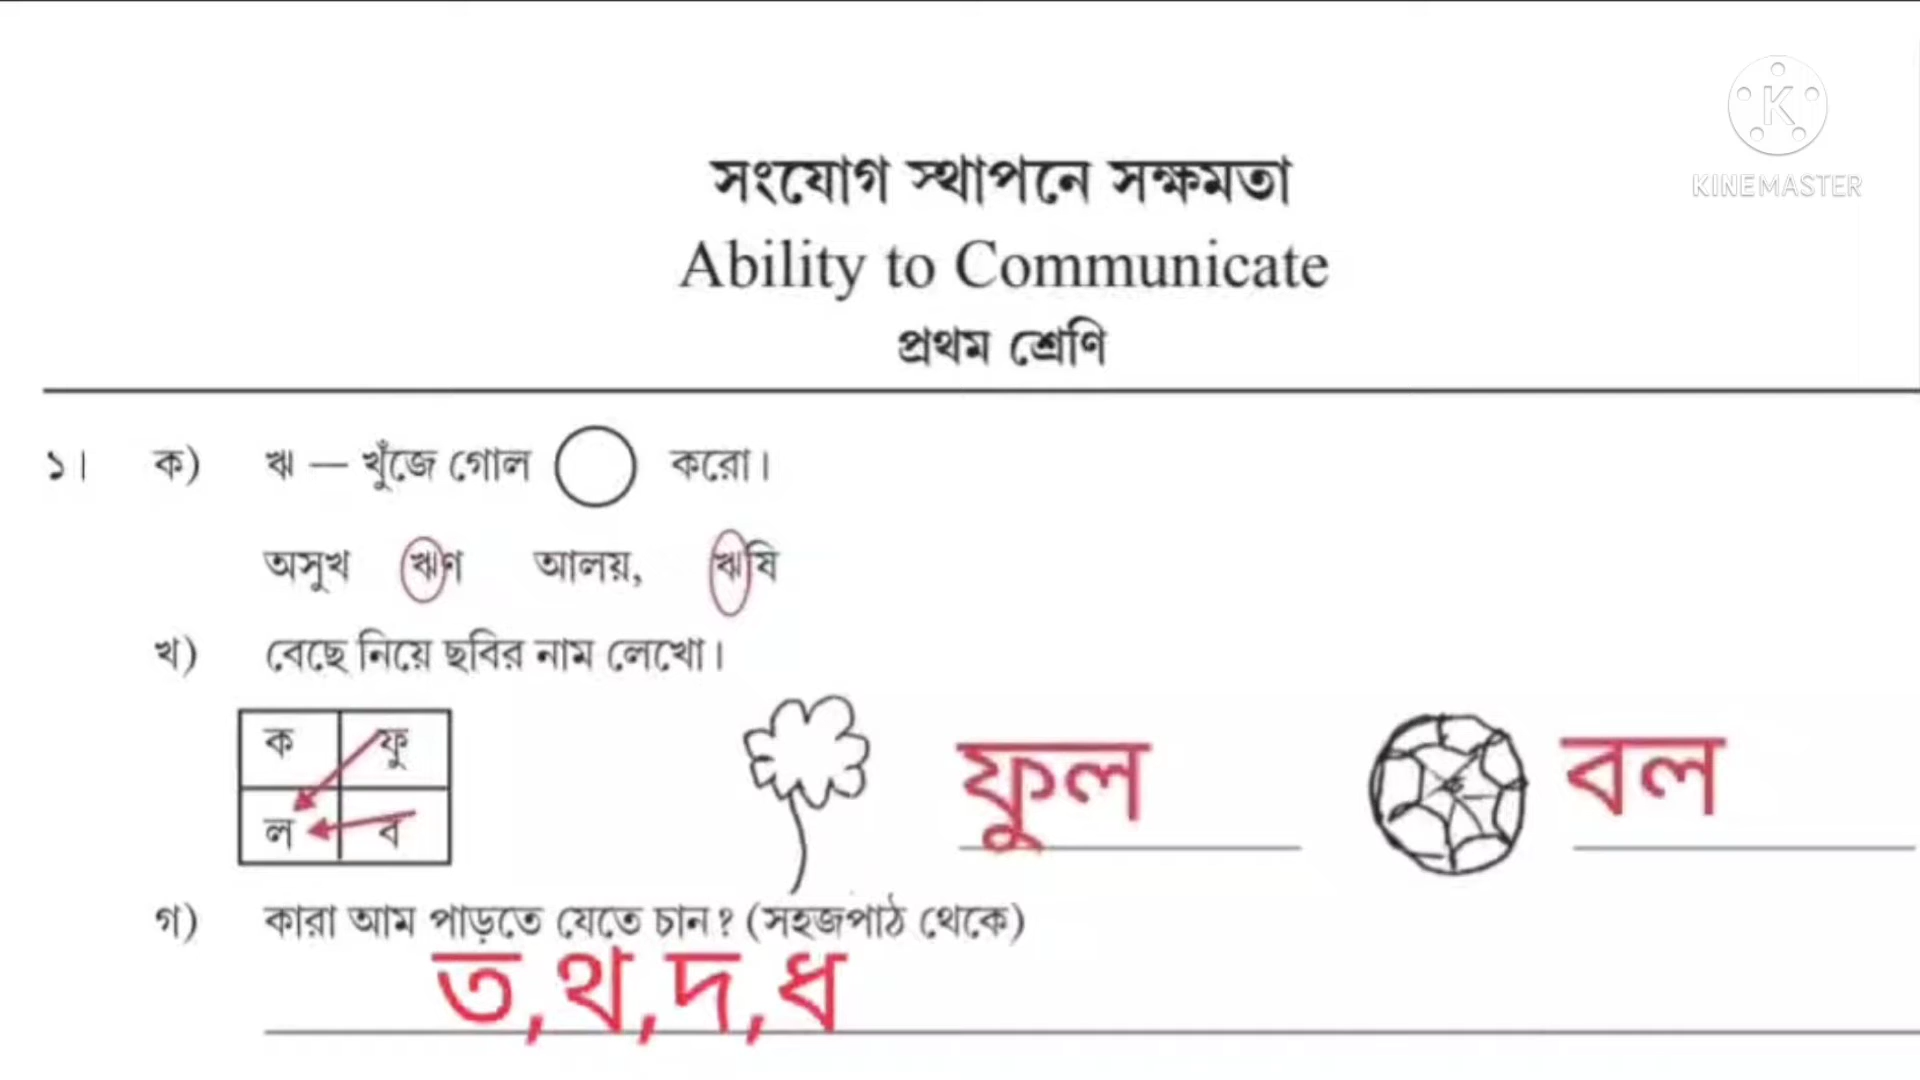 K
KINEMASTER
সংযোগ স্থাপনে সক্ষমতা
Ability to Communicate
প্রথম শ্রেণি
১। ক) ঋ — খুঁজে গোল করো।
অসুখ ঋণ আলয়, ঋষি
খ) বেছে নিয়ে ছবির নাম লেখো।
ক ফু
ল ব
ফুল
বল
গ) কারা আম পাড়তে যেতে চান? (সহজপাঠ থেকে)
ত,থ,দ,ধ